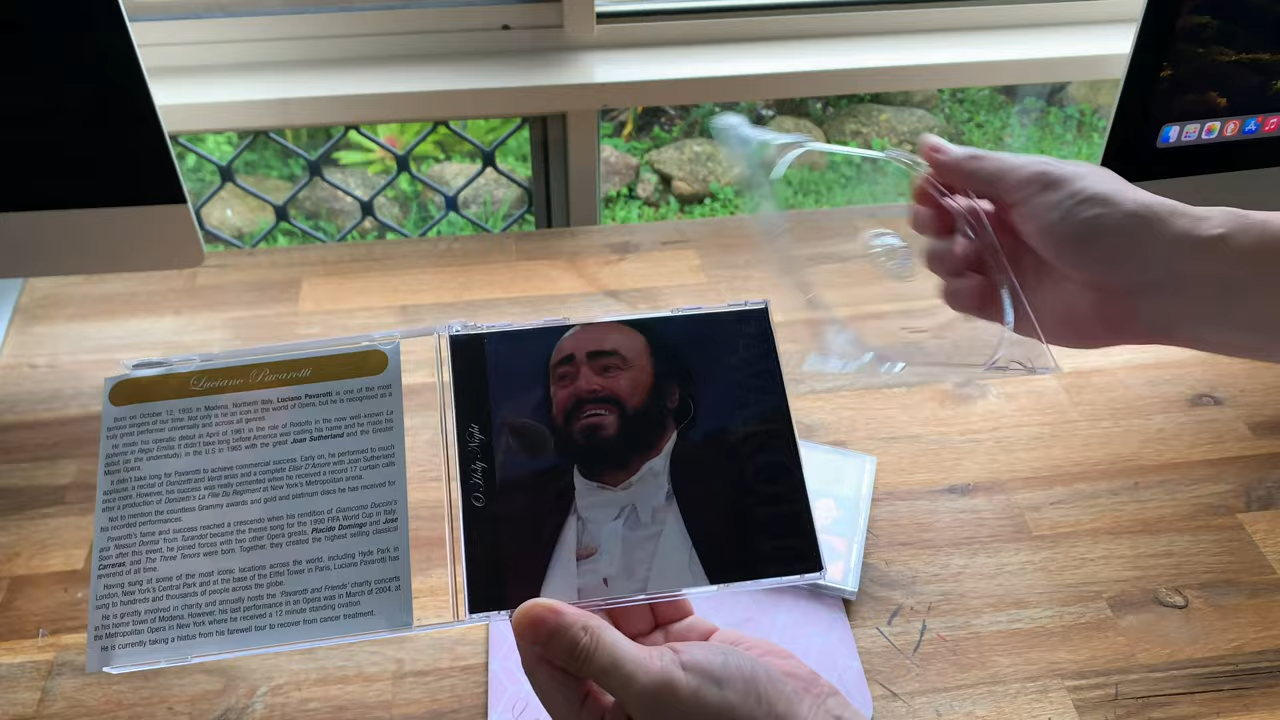 Luciano Pavarotti
Born on October 12, 1935 in Modena, Northern Italy, Luciano Pavarotti is one of the most
famous singers of our time. Not only is he an icon in the world of Opera, but he is recognised as a
truly great performer universally and across all genres.
He made his operatic debut in April of 1961 in the role of Rodolfo in the now well-known La
Boheme in Regio Emilia. It didn't take long before America was calling his name and he made his
debut (as the understudy) in the U.S in 1965 with the great Joan Sutherland and the Greater
Miami Opera.
It didn't take long for Pavarotti to achieve commercial success. Early on, he performed to much
applause, a recital of Donizetti and Verdi arias and a complete Elisir D'Amore with Joan Sutherland
once more. However, his success was really cemented when he received a record 17 curtain calls
after a production of Donizetti's La Fille Du Regiment at New York's Metropolitan arena.
Not to mention the countless Grammy awards and gold and platinum discs he has received for
his recorded performances.
Pavarotti's fame and success reached a crescendo when his rendition of Giamcomo Duccini's
aria 'Nessun Dorma' from Turandot became the theme song for the 1990 FIFA World Cup in Italy.
Soon after this event, he joined forces with two other Opera greats, Placido Domingo and Jose
Carreras, and The Three Tenors were born. Together, they created the highest selling classical
reverend of all time.
Having sung at some of the most iconic locations across the world, including Hyde Park in
London, New York's Central Park and at the base of the Eiffel Tower in Paris, Luciano Pavarotti has
sung to hundreds and thousands of people across the globe.
He is greatly involved in charity and annually hosts the 'Pavarotti and Friends' charity concerts
in his home town of Modena. However, his last performance in an Opera was in March of 2004, at
the Metropolitan Opera in New York where he received a 12 minute standing ovation
He is currently taking a hiatus from his farewell tour to recover from cancer treatment.
O Holy Night